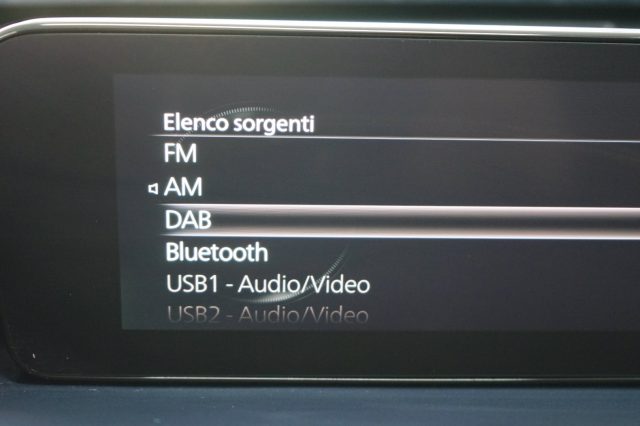 Elenco sorgenti
FM
AM
DAB
Bluetooth
USB1 - Audio/Video
USB2 - Audio/Video